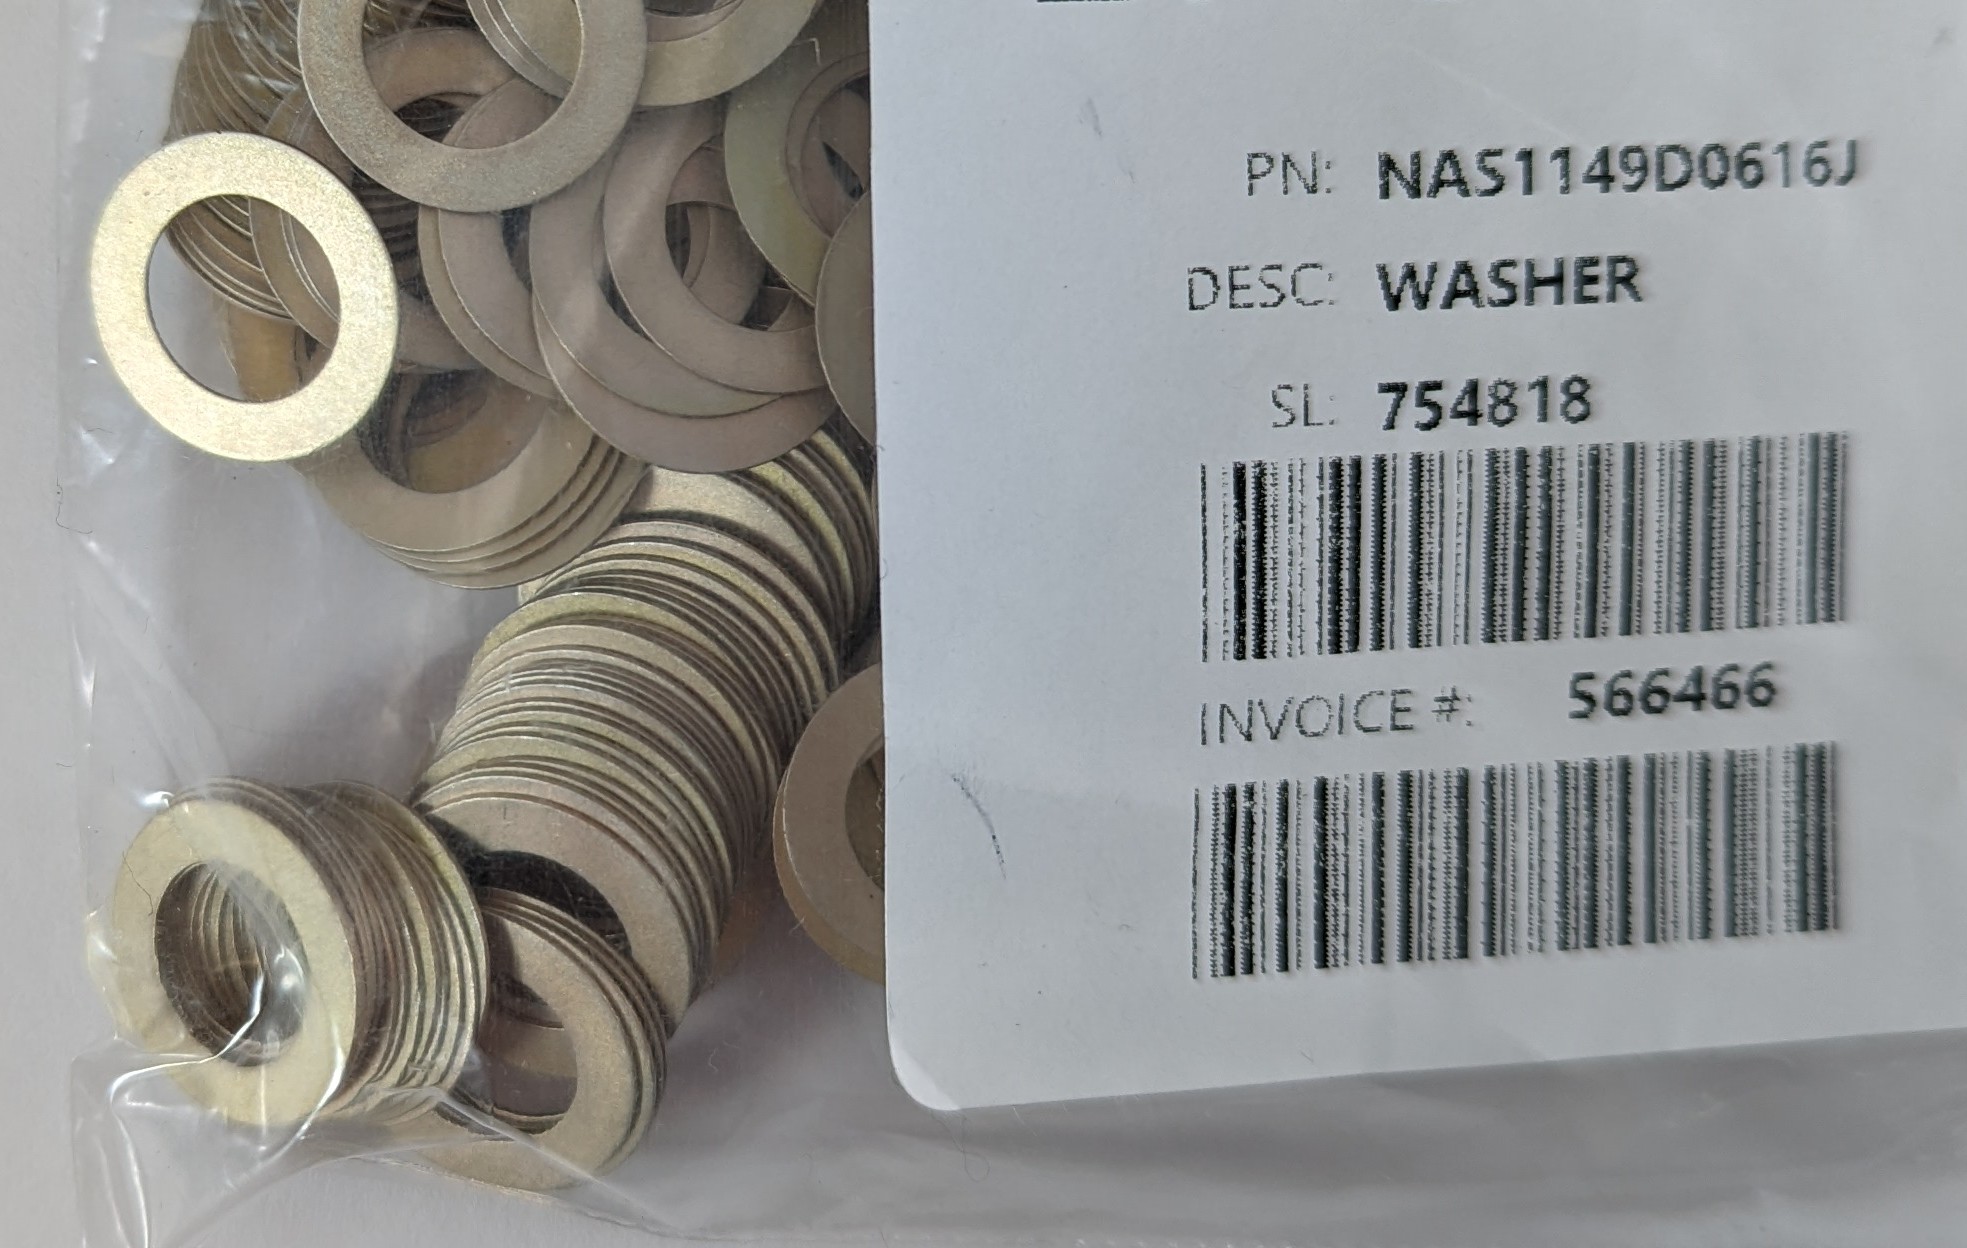 PN: NAS1149D0616J
DESC: WASHER
SL: 754818
INVOICE #: 566466